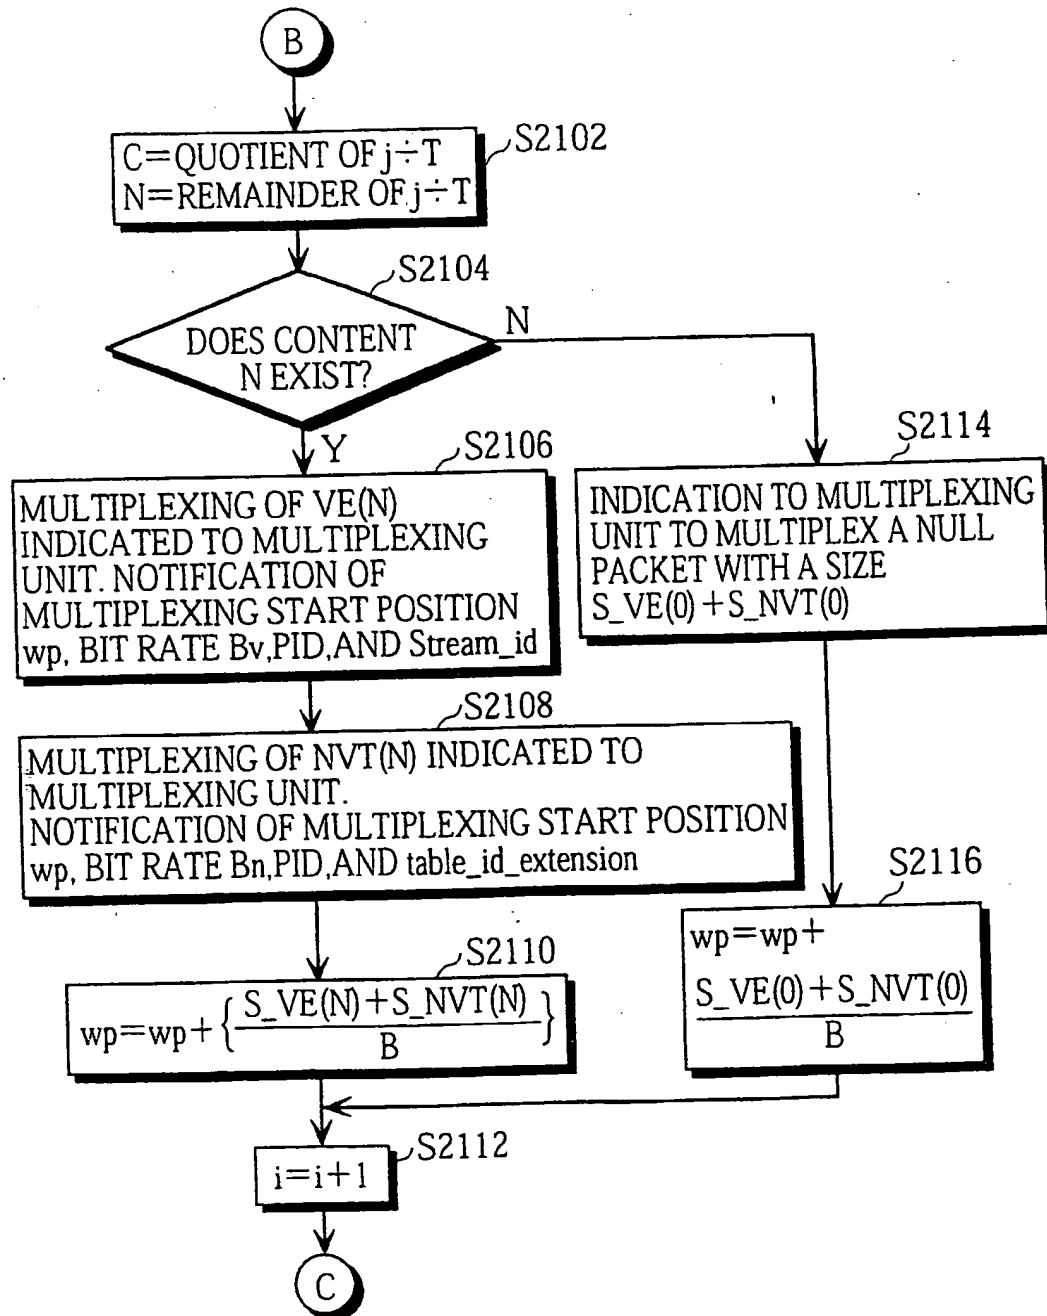 B
S2102
C=QUOTIENT OF j÷T
N=REMAINDER OF j÷T
S2104
DOES CONTENT
N EXIST?
N
Y
S2106
MULTIPLEXING OF VE(N)
INDICATED TO MULTIPLEXING
UNIT. NOTIFICATION OF
MULTIPLEXING START POSITION
wp, BIT RATE Bv,PID,AND Stream_id
S2114
INDICATION TO MULTIPLEXING
UNIT TO MULTIPLEX A NULL
PACKET WITH A SIZE
S_VE(0)+S_NVT(0)
S2108
MULTIPLEXING OF NVT(N) INDICATED TO
MULTIPLEXING UNIT.
NOTIFICATION OF MULTIPLEXING START POSITION
wp, BIT RATE Bn,PID,AND table_id_extension
S2110
wp=wp+{S_VE(N)+S_NVT(N)
B}
S2116
wp=wp+
S_VE(0)+S_NVT(0)
B
S2112
i=i+1
C